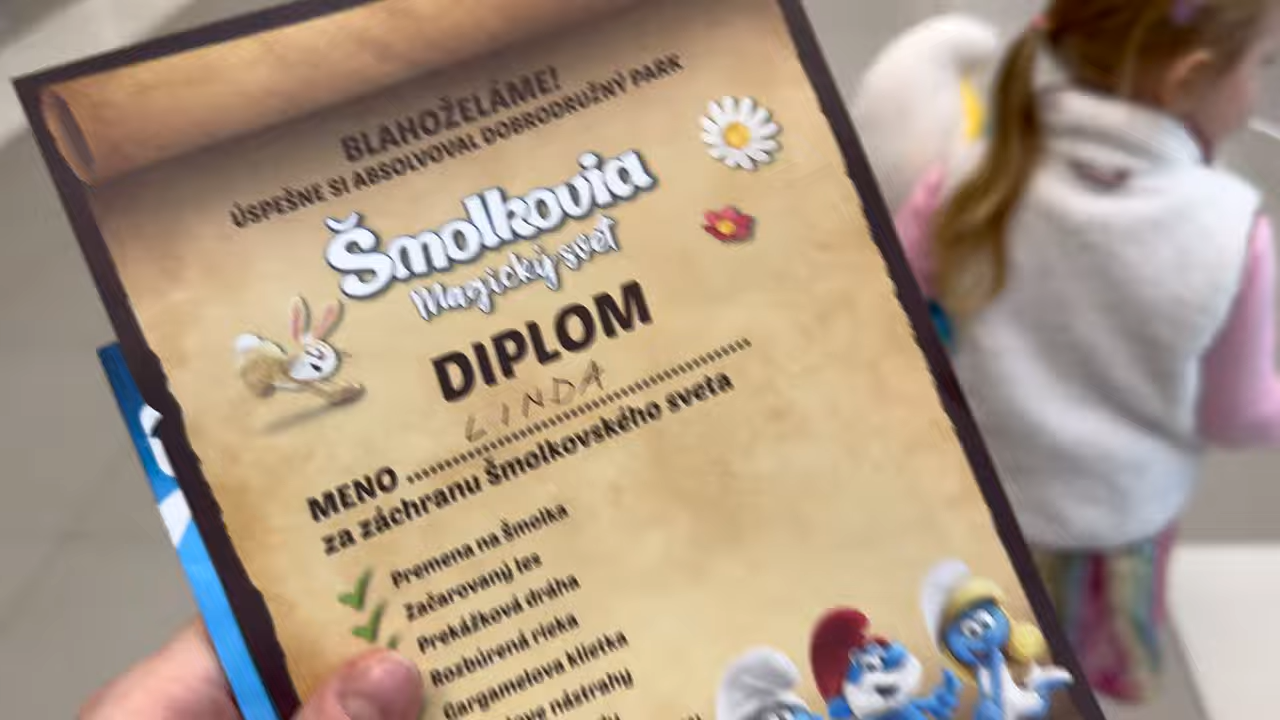 BLAHOŽELÁME!
ÚSPEŠNE SI ABSOLVOVAL DOBRODRUŽNÝ PARK
Šmolkovia
Magický svet
DIPLOM
LINDA
MENO
za záchranu Šmolkovského sveta
Premena na Šmolka
Začarovaný les
Prekážková dráha
Rozbúrená rieka
Gargamelova klietka
nástrahy